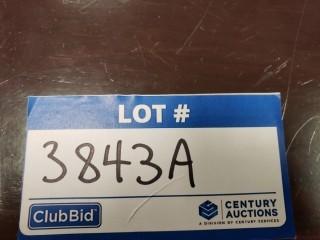 LOT #
3843A
ClubBid
CENTURY
AUCTIONS
A DIVISION OF CENTURY SERVICES